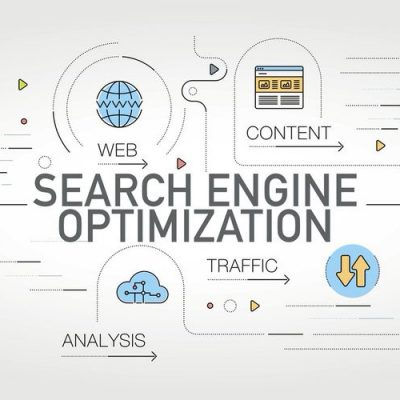 WEB
CONTENT
SEARCH ENGINE
OPTIMIZATION
TRAFFIC
ANALYSIS